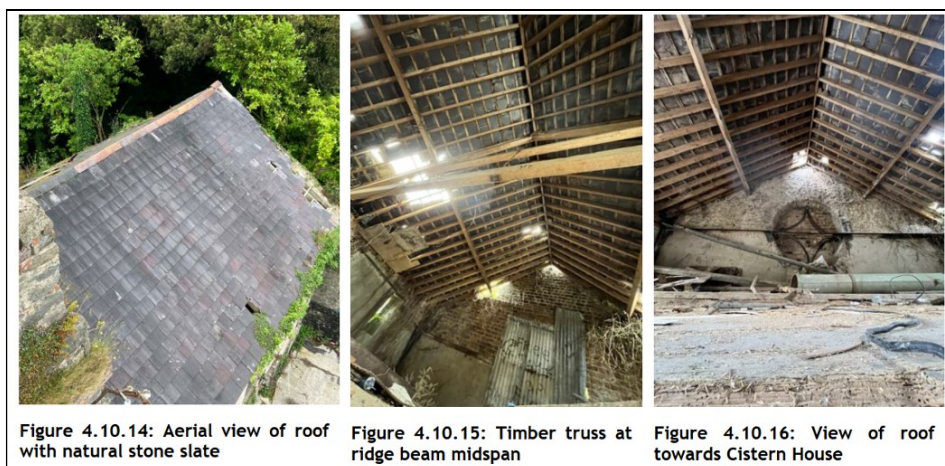 Figure 4.10.14: Aerial view of roof
with natural stone slate
Figure 4.10.15: Timber truss at
ridge beam midspan
Figure 4.10.16: View of roof
towards Cistern House